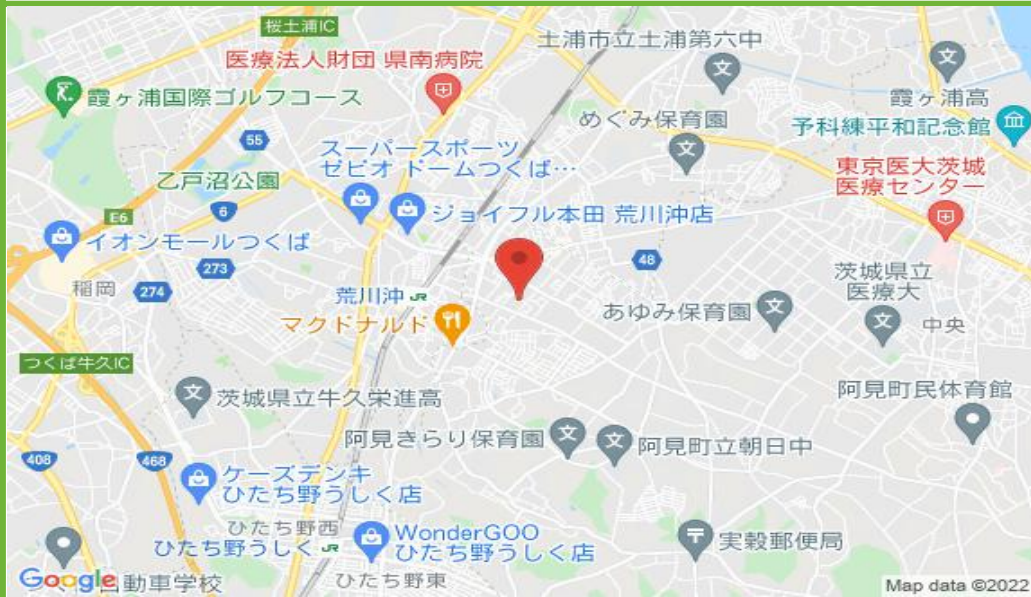 桜土浦IC
土浦市立土浦第六中
医療法人財団 県南病院
霞ヶ浦国際ゴルフコース
霞ヶ浦高
めぐみ保育園
予科練平和記念館
55
スーパースポーツ
ゼビオ ドームつくば…
東京医大茨城
医療センター
乙戸沼公園
6
E6
ジョイフル本田 荒川沖店
イオンモールつくば
48
273
稲岡
274
荒川沖 JR
茨城県立
医療大
マクドナルド
あゆみ保育園
中央
つくば牛久IC
茨城県立牛久栄進高
阿見町民体育館
阿見きらり保育園
阿見町立朝日中
408
468
ケーズデンキ
ひたち野うしく店
ひたち野西
ひたち野うしく JR
WonderGOO
ひたち野うしく店
実穀郵便局
Google
動車学校
ひたち野東
Map data ©2022